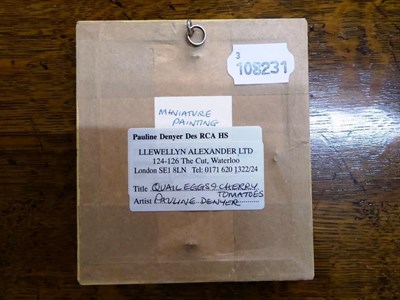 3
108231
MINIATURE
PAINTING
Pauline Denyer Des RCA HS
LLEWELLYN ALEXANDER LTD
124-126 The Cut, Waterloo
London SE1 8LN Tel: 0171 620 1322/24
Title QUAIL EGGS & CHERRY
TOMATOES
Artist PAULINE DENYER